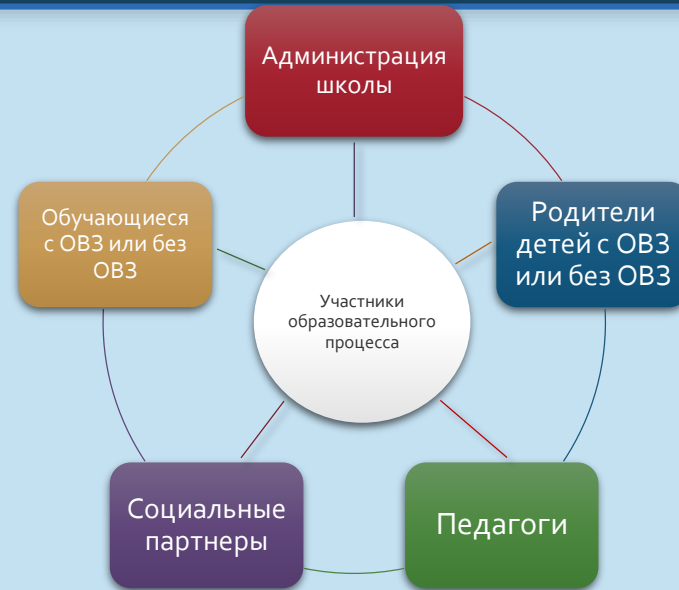 Администрация
школы
Обучающиеся
с ОВЗ или без
ОВЗ
Родители
детей с ОВЗ
или без ОВЗ
Участники
образовательного
процесса
Социальные
партнеры
Педагоги